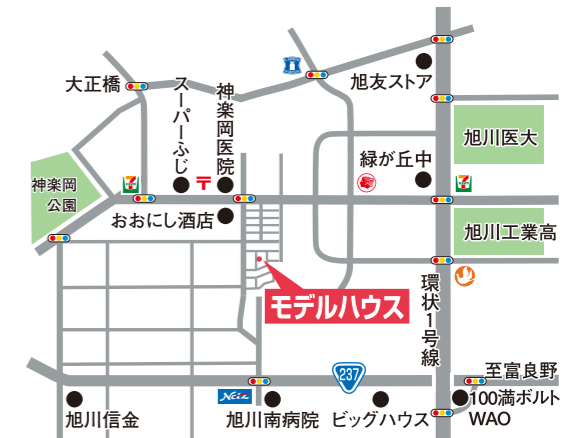 旭友ストア
大正橋
スーパーふじ
神楽岡医院
旭川医大
緑が丘中
神楽岡
公園
おおにし酒店
旭川工業高
モデルハウス
環状1号線
237
至富良野
旭川信金
旭川南病院
ビッグハウス
100満ボルト
WAO